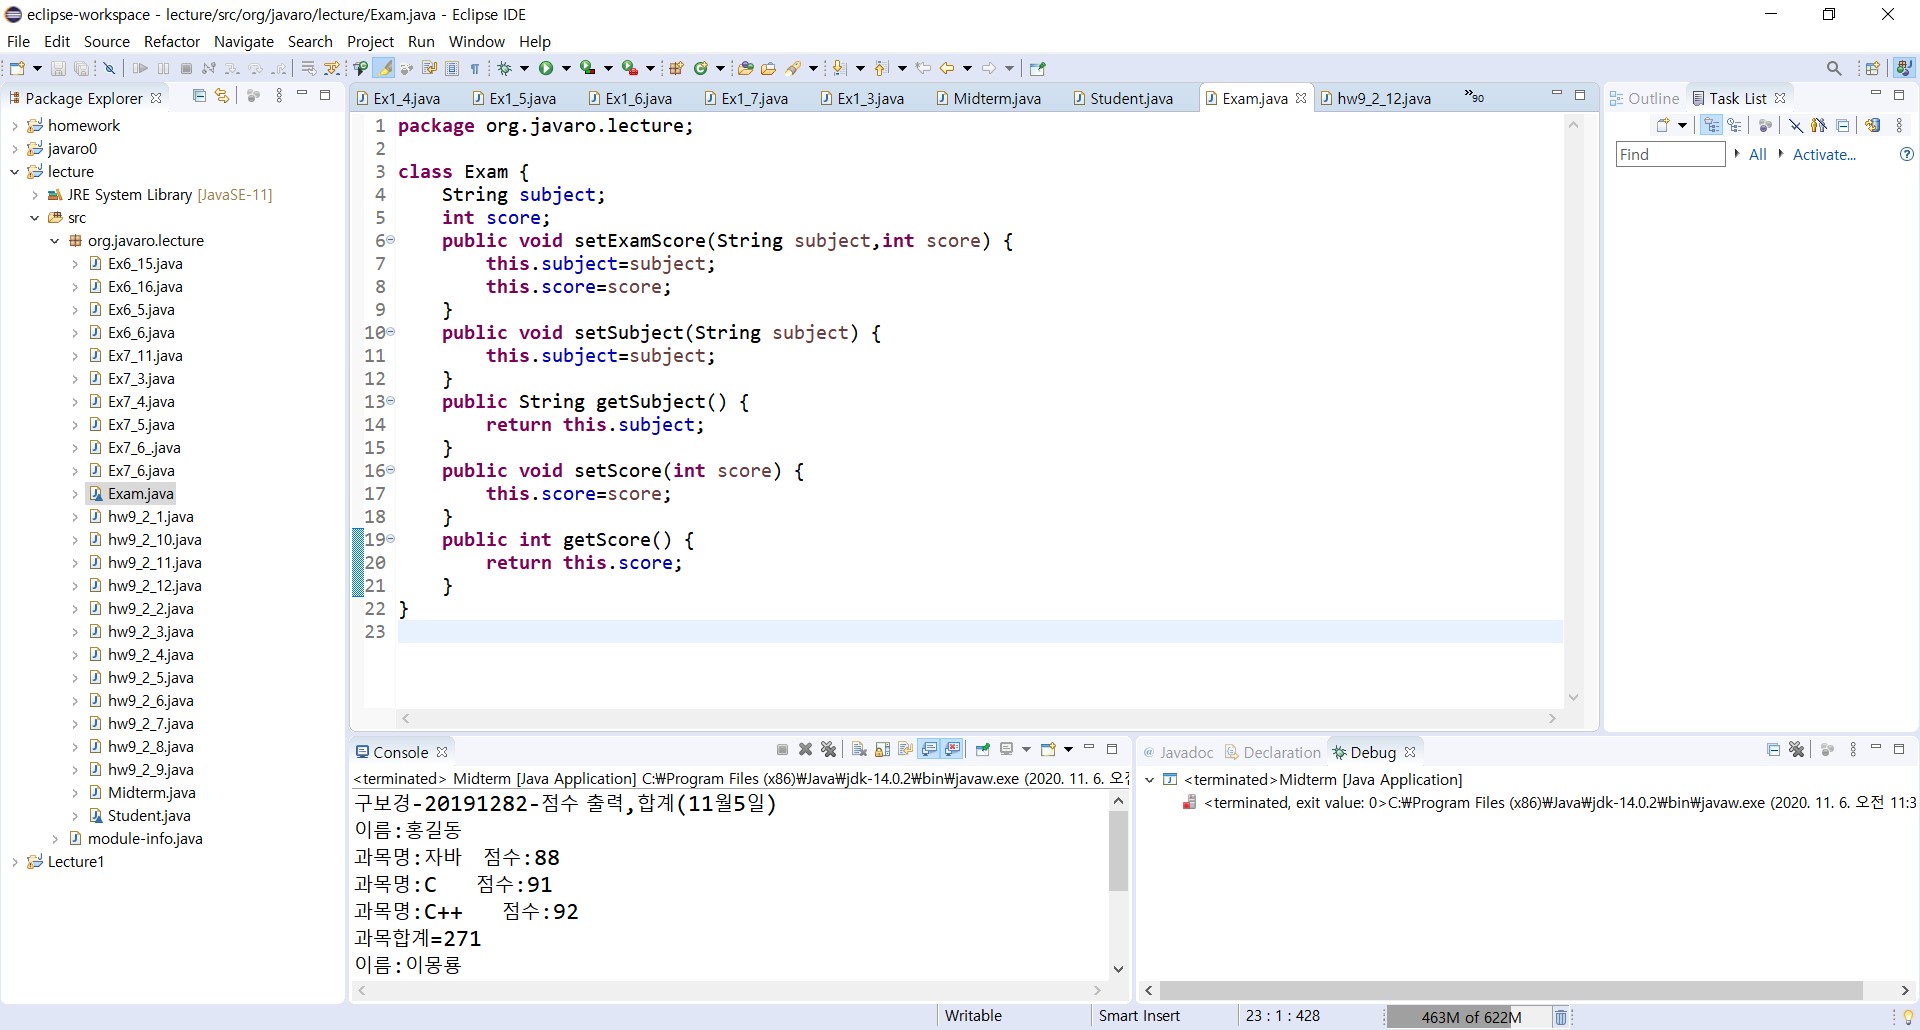 eclipse-workspace - lecture/src/org/javaro/lecture/Exam.java - Eclipse IDE
File Edit Source Refactor Navigate Search Project Run Window Help
Package Explorer
homework
javaro0
lecture
JRE System Library [JavaSE-11]
src
org.javaro.lecture
Ex6_15.java
Ex6_16.java
Ex6_5.java
Ex6_6.java
Ex7_11.java
Ex7_3.java
Ex7_4.java
Ex7_5.java
Ex7_6_.java
Ex7_6.java
Exam.java
hw9_2_1.java
hw9_2_10.java
hw9_2_11.java
hw9_2_12.java
hw9_2_2.java
hw9_2_3.java
hw9_2_4.java
hw9_2_5.java
hw9_2_6.java
hw9_2_7.java
hw9_2_8.java
hw9_2_9.java
Midterm.java
Student.java
module-info.java
Lecture1
Ex1_4.java Ex1_5.java Ex1_6.java Ex1_7.java Ex1_3.java Midterm.java Student.java Exam.java hw9_2_12.java »90
1 package org.javaro.lecture;
2
3 class Exam {
4 String subject;
5 int score;
6 public void setExamScore(String subject,int score) {
7 this.subject=subject;
8 this.score=score;
9 }
10 public void setSubject(String subject) {
11 this.subject=subject;
12 }
13 public String getSubject() {
14 return this.subject;
15 }
16 public void setScore(int score) {
17 this.score=score;
18 }
19 public int getScore() {
20 return this.score;
21 }
22 }
23
Outline Task List
Find All Activate...
Console
<terminated> Midterm [Java Application] C:₩Program Files (x86)₩Java₩jdk-14.0.2₩bin₩javaw.exe (2020. 11. 6. 오전
구보경-20191282-점수 출력,합계(11월5일)
이름:홍길동
과목명:자바 점수:88
과목명:C 점수:91
과목명:C++ 점수:92
과목합계=271
이름:이몽룡
Javadoc Declaration Debug
<terminated>Midterm [Java Application]
<terminated, exit value: 0>C:₩Program Files (x86)₩Java₩jdk-14.0.2₩bin₩javaw.exe (2020. 11. 6. 오전 11:3
Writable Smart Insert 23 : 1 : 428 463M of 622M